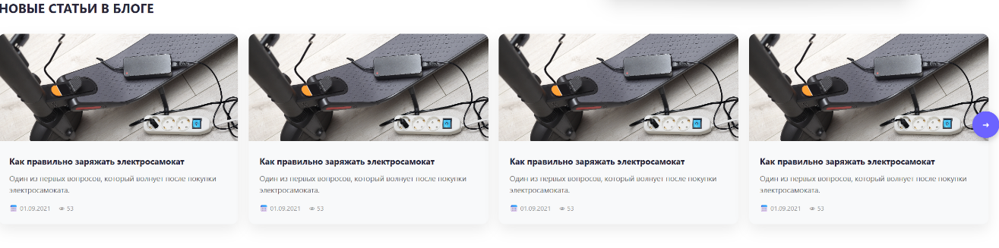 НОВЫЕ СТАТЬИ В БЛОГЕ
Как правильно заряжать электросамокат
Один из первых вопросов, который волнует после покупки
электросамоката.
01.09.2021 53
Как правильно заряжать электросамокат
Один из первых вопросов, который волнует после покупки
электросамоката.
01.09.2021 53
Как правильно заряжать электросамокат
Один из первых вопросов, который волнует после покупки
электросамоката.
01.09.2021 53
Как правильно заряжать электросамокат
Один из первых вопросов, который волнует после покупки
электросамоката.
01.09.2021 53